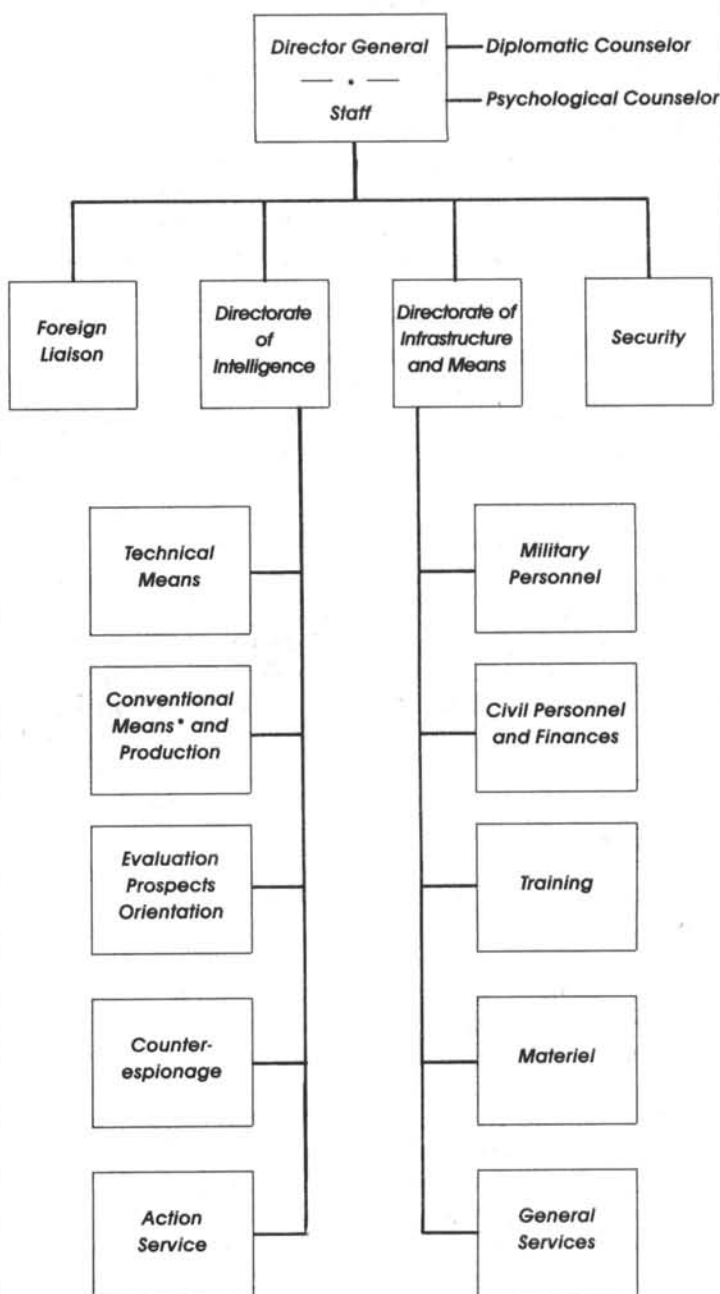 Director General
Diplomatic Counselor
— • —
Psychological Counselor
Staff
Foreign
Liaison
Directorate
of
Intelligence
Directorate of
Infrastructure
and Means
Security
Technical
Means
Military
Personnel
Conventional
Means* and
Production
Civil Personnel
and Finances
Evaluation
Prospects
Orientation
Training
Counter-
espionage
Materiel
Action
Service
General
Services